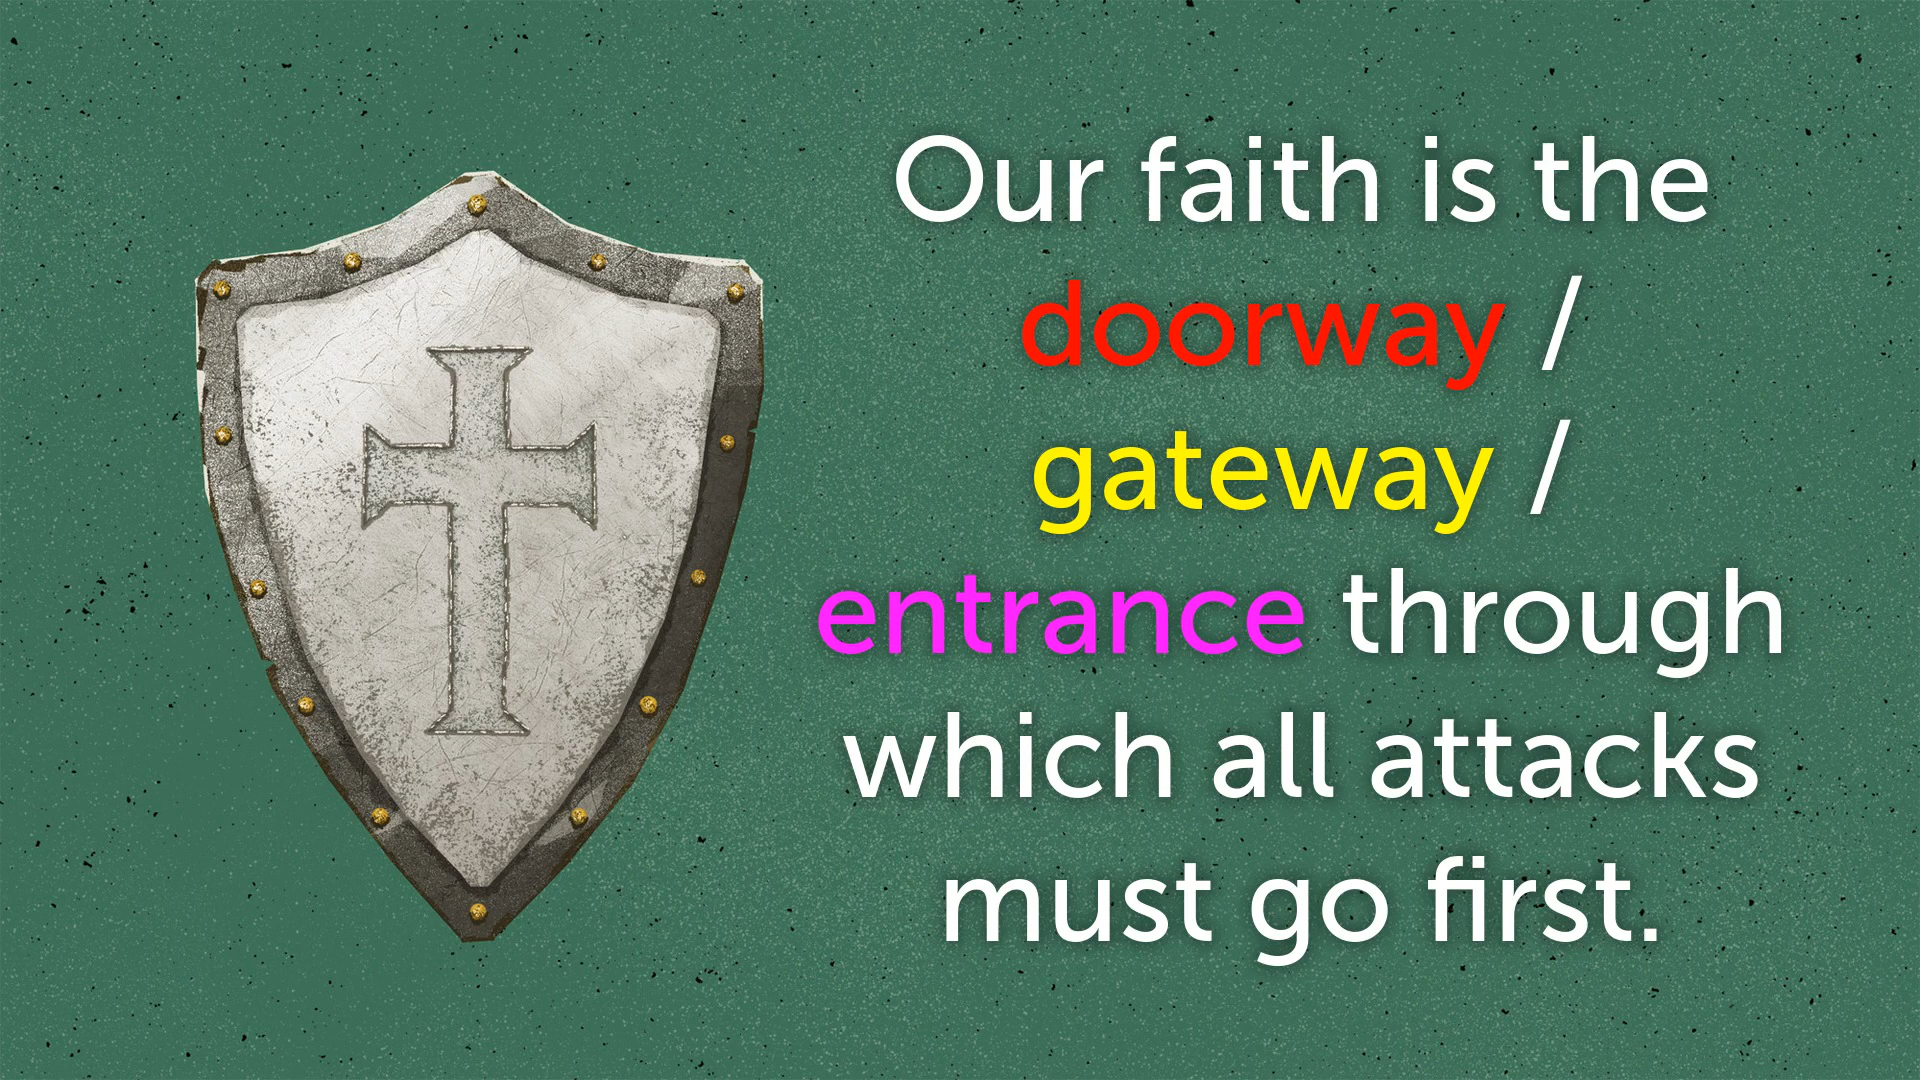 Our faith is the
doorway /
gateway /
entrance through
which all attacks
must go first.